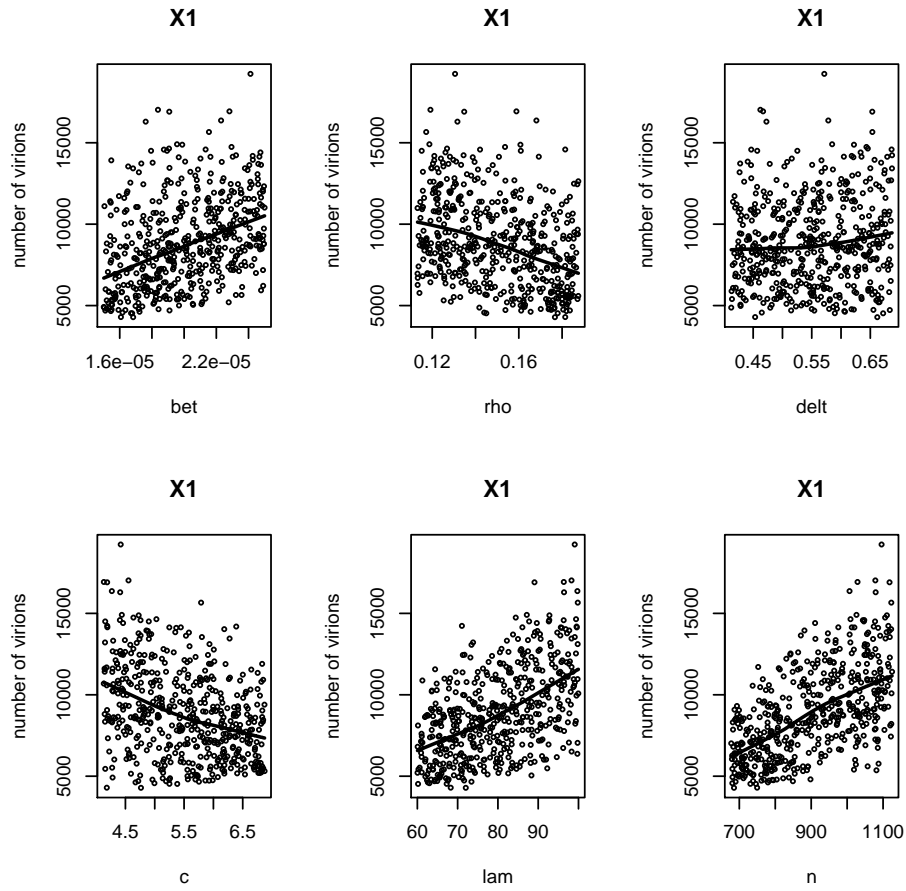 X1
number of virions
5000
10000
15000
1.6e−05
2.2e−05
bet
X1
number of virions
5000
10000
15000
0.12
0.16
rho
X1
number of virions
5000
10000
15000
0.45
0.55
0.65
delt
X1
number of virions
5000
10000
15000
4.5
5.5
6.5
c
X1
number of virions
5000
10000
15000
60
70
80
90
lam
X1
number of virions
5000
10000
15000
700
900
1100
n